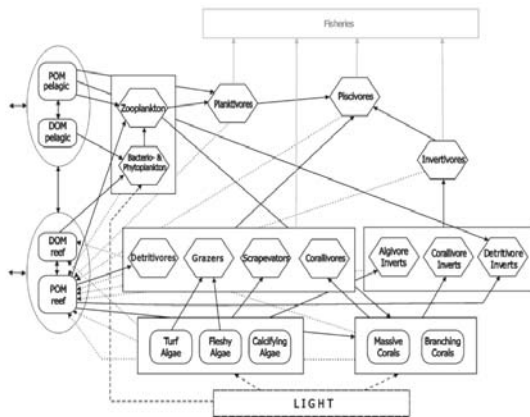 Fisheries
POM
pelagic
DOM
pelagic
Zooplankton
Planktivores
Piscivores
Bacterio- &
Phytoplankton
Invertivores
DOM
reef
POM
reef
Detritivores
Grazers
Scrapevators
Corallivores
Algivore
Inverts
Corallivore
Inverts
Detritivore
Inverts
Turf
Algae
Fleshy
Algae
Calcifying
Algae
Massive
Corals
Branching
Corals
LIGHT